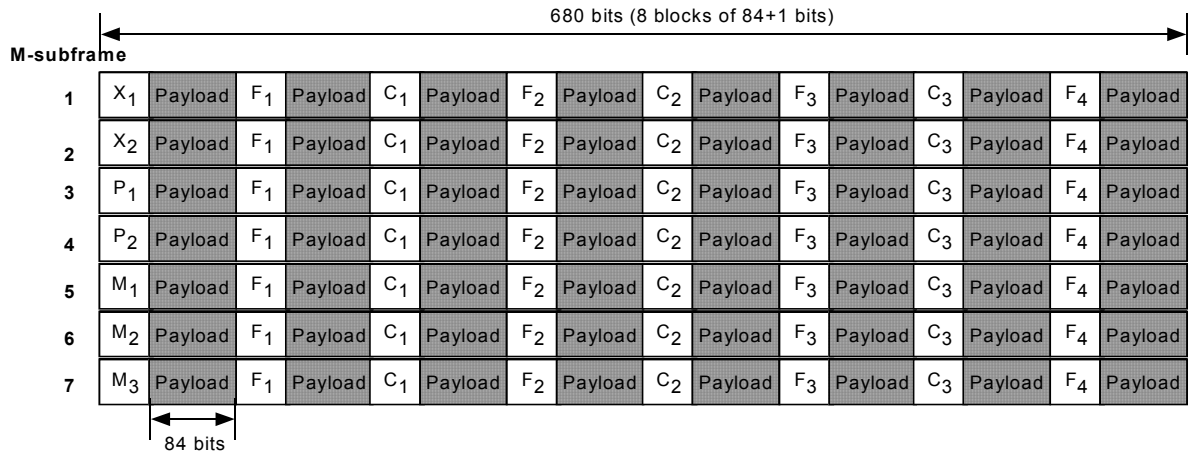 680 bits (8 blocks of 84+1 bits)
M-subframe
1 X1 Payload F1 Payload C1 Payload F2 Payload C2 Payload F3 Payload C3 Payload F4 Payload
2 X2 Payload F1 Payload C1 Payload F2 Payload C2 Payload F3 Payload C3 Payload F4 Payload
3 P1 Payload F1 Payload C1 Payload F2 Payload C2 Payload F3 Payload C3 Payload F4 Payload
4 P2 Payload F1 Payload C1 Payload F2 Payload C2 Payload F3 Payload C3 Payload F4 Payload
5 M1 Payload F1 Payload C1 Payload F2 Payload C2 Payload F3 Payload C3 Payload F4 Payload
6 M2 Payload F1 Payload C1 Payload F2 Payload C2 Payload F3 Payload C3 Payload F4 Payload
7 M3 Payload F1 Payload C1 Payload F2 Payload C2 Payload F3 Payload C3 Payload F4 Payload
84 bits